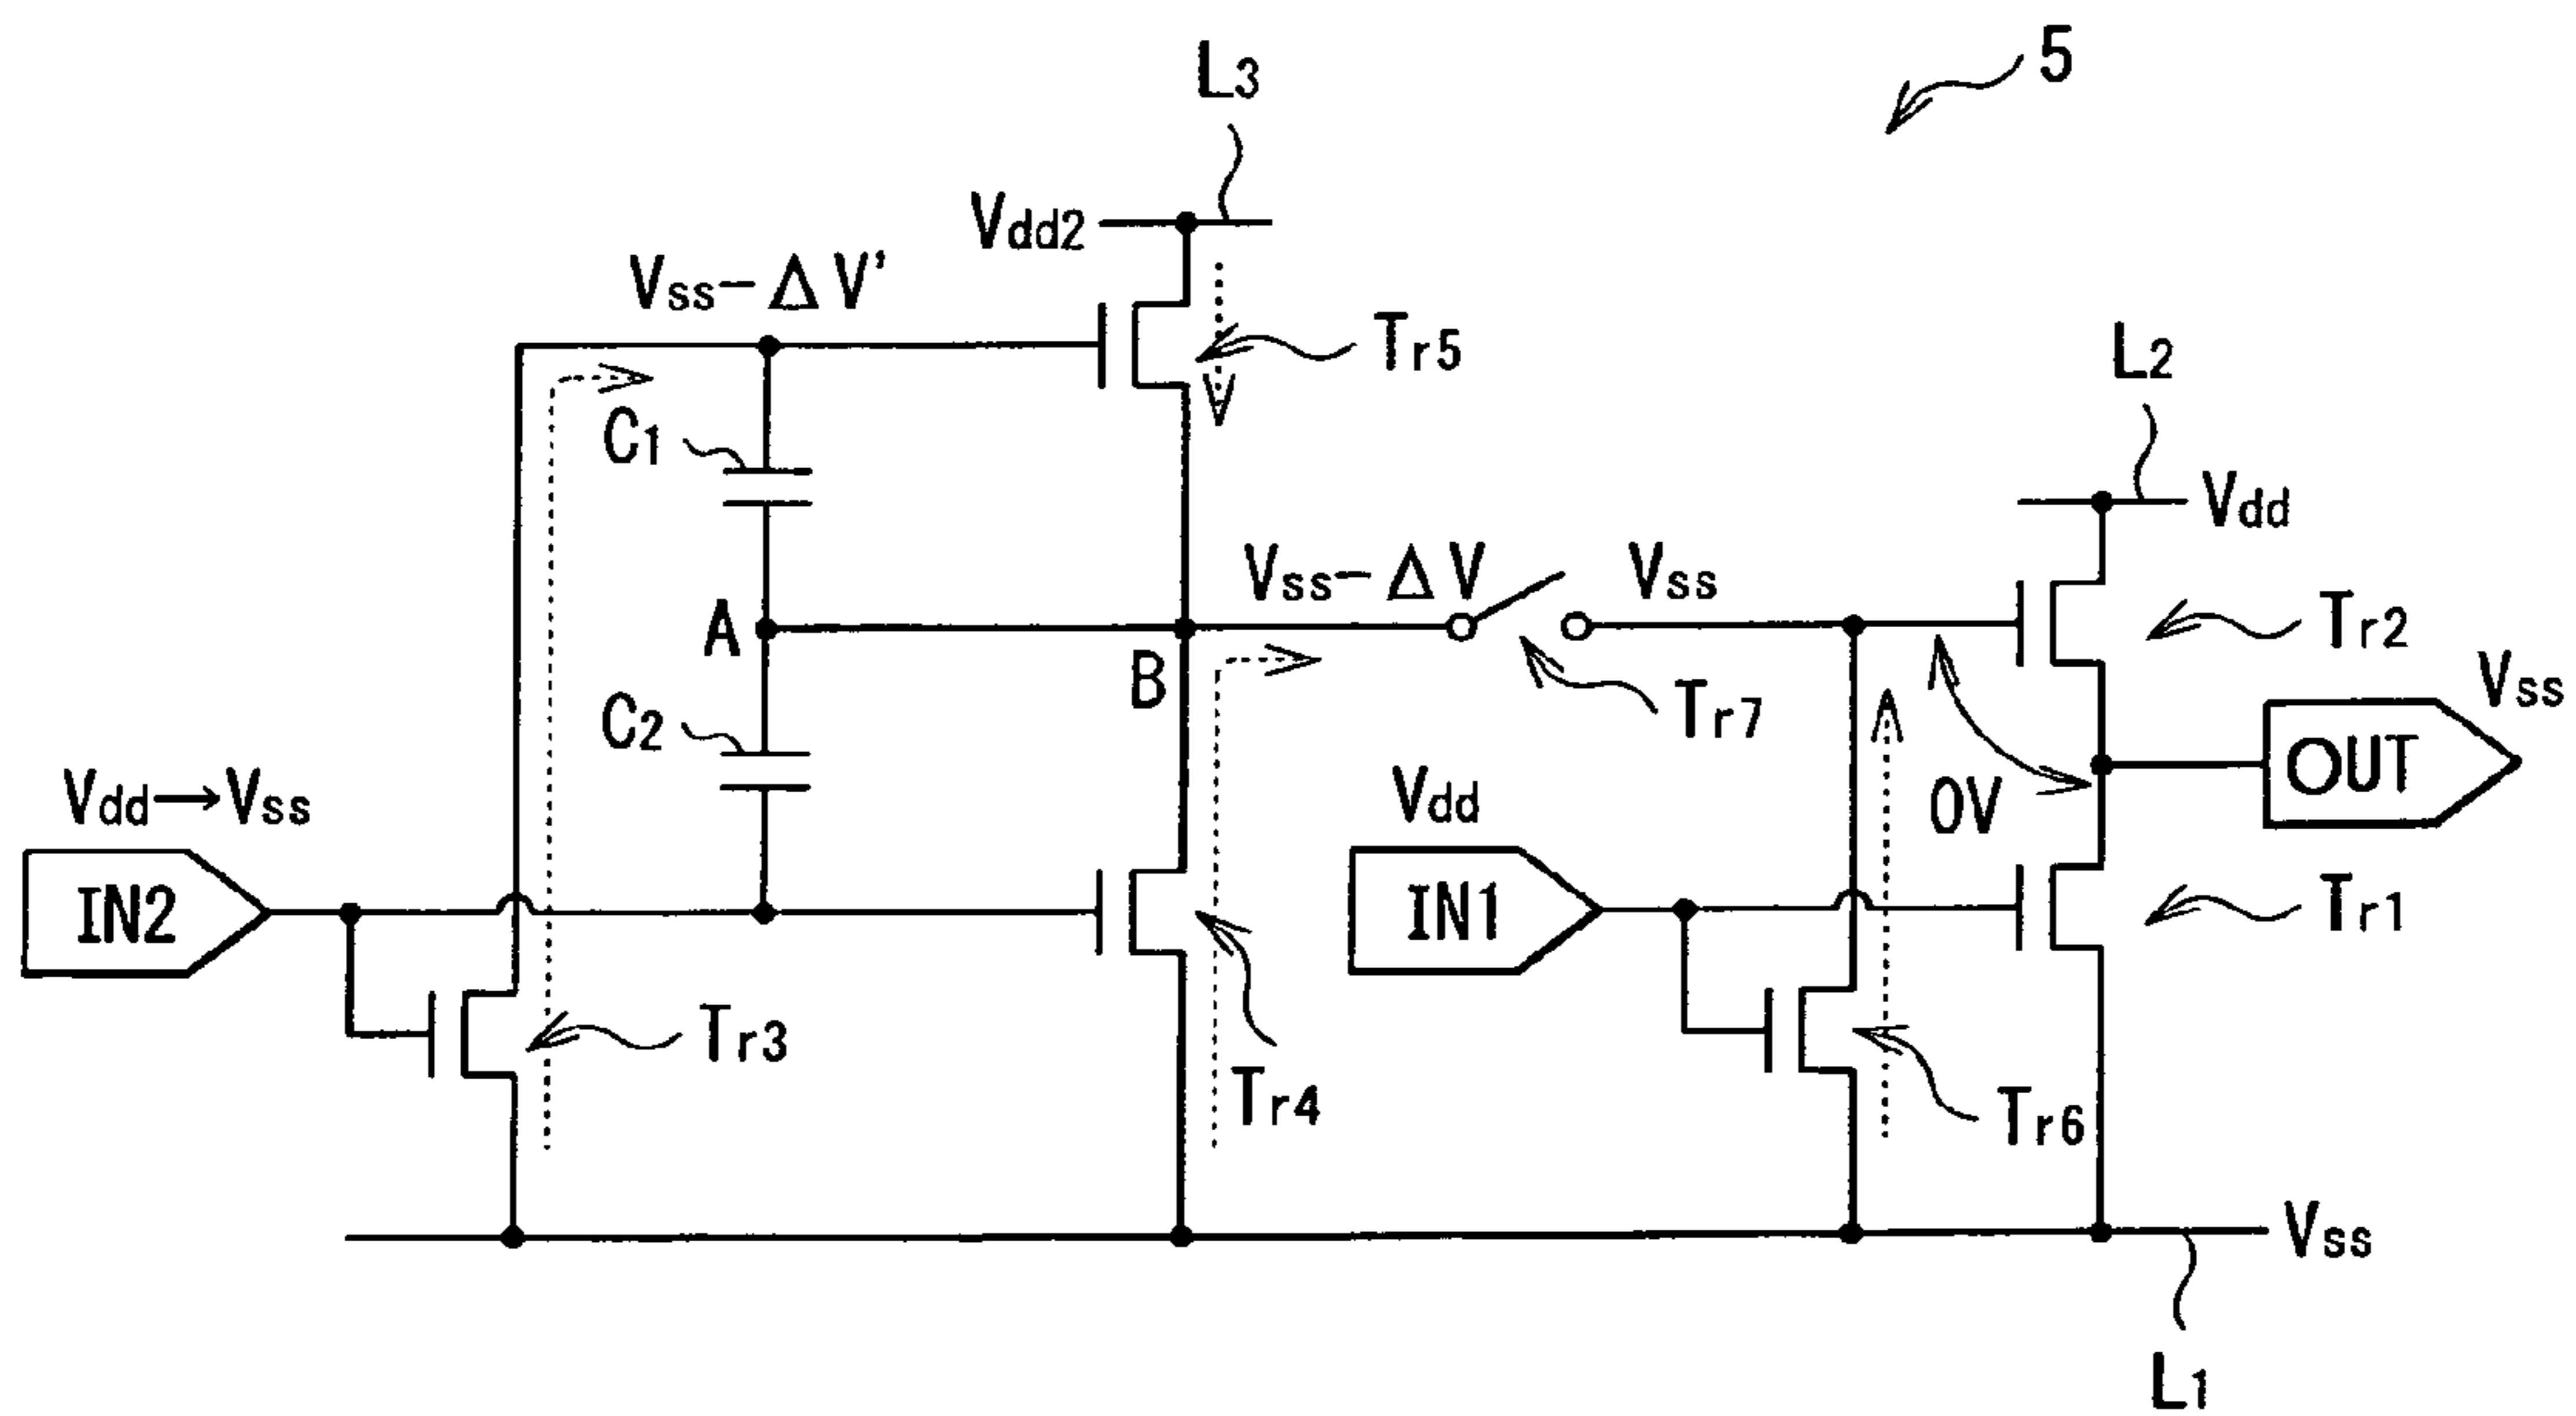 5
L3
Vdd2
Vss-ΔV'
Tr5
L2
C1
Vdd
Vss-ΔV
Vss
Tr2
A
B
Tr7
Vss
C2
OUT
Vdd→Vss
Vdd
0V
IN2
IN1
Tr1
Tr3
Tr4
Tr6
Vss
L1